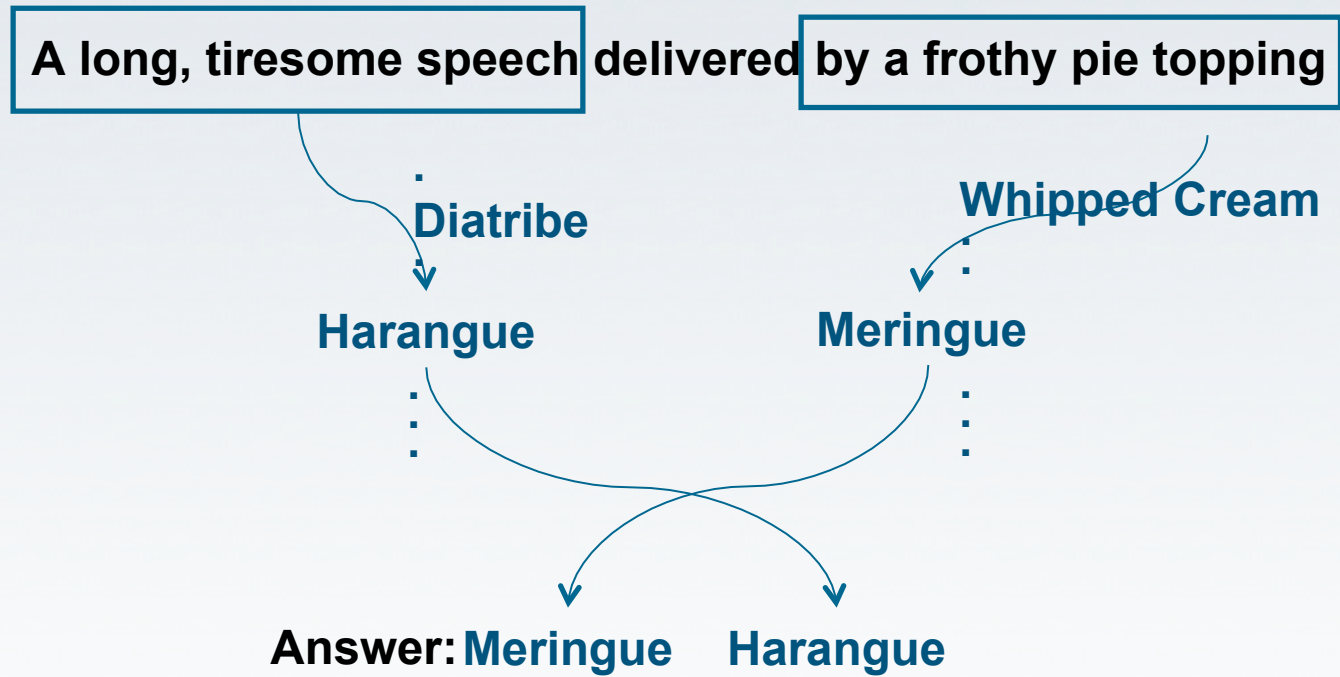 A long, tiresome speech delivered by a frothy pie topping
.
Diatribe
.
Whipped Cream
.
.
Harangue
Meringue
.
.
.
.
.
.
Answer: Meringue Harangue